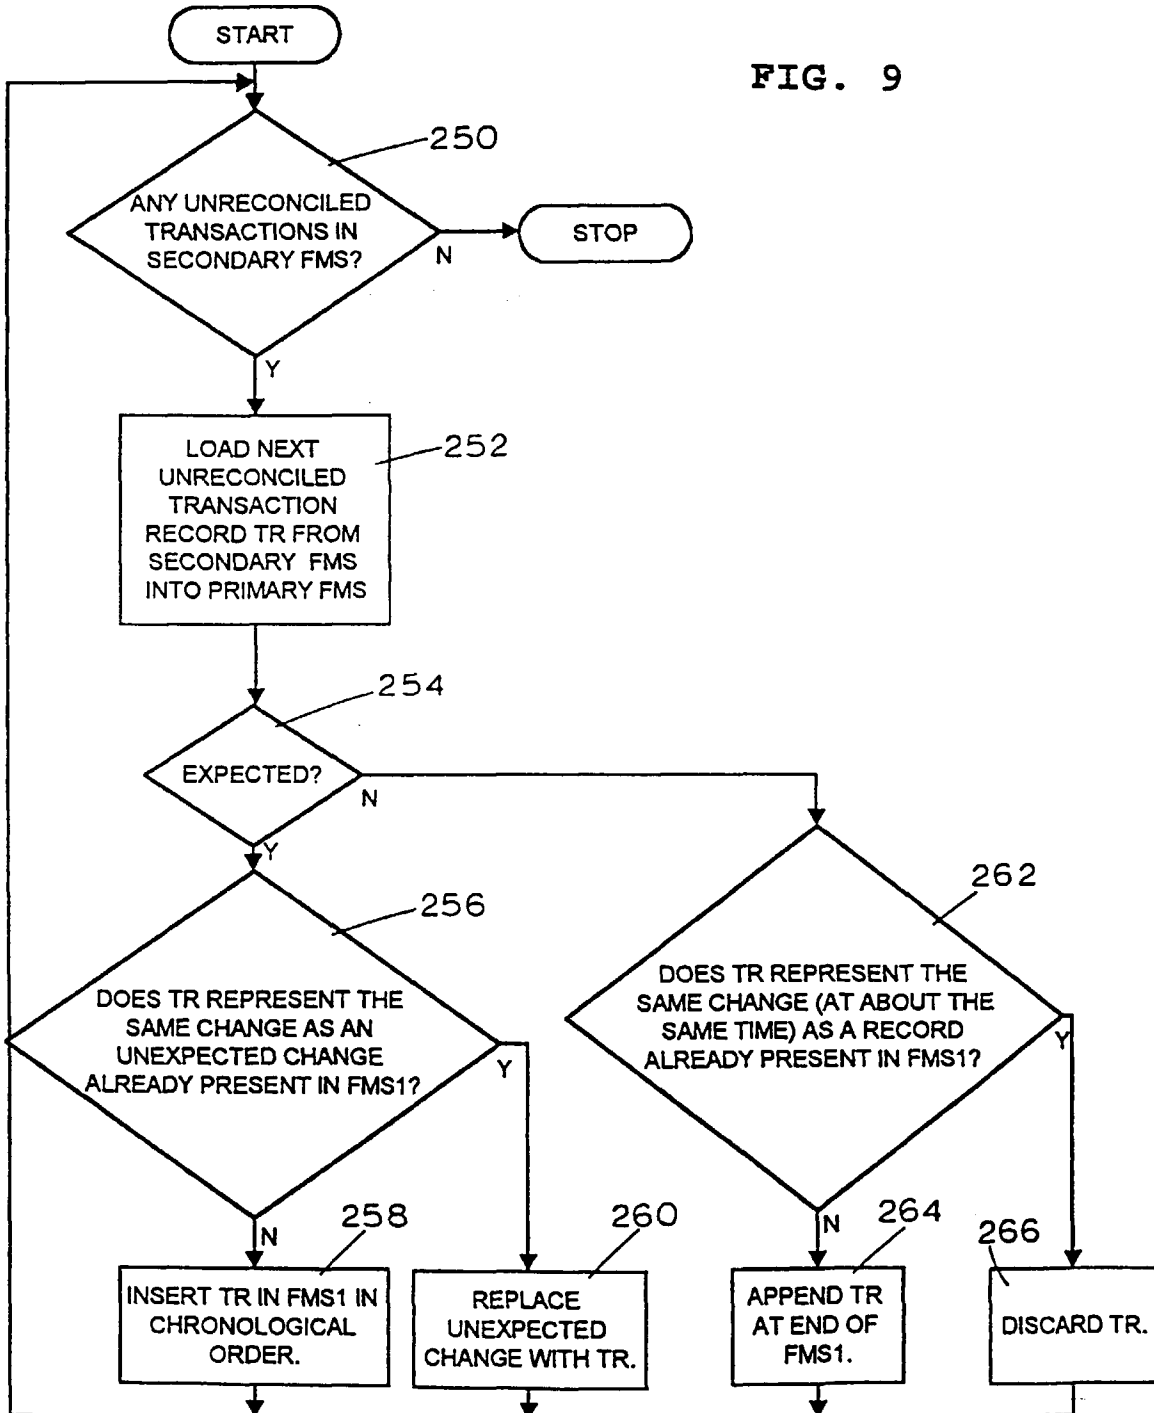 START
FIG. 9
250
ANY UNRECONCILED
TRANSACTIONS IN
SECONDARY FMS?
N
STOP
Y
252
LOAD NEXT
UNRECONCILED
TRANSACTION
RECORD TR FROM
SECONDARY FMS
INTO PRIMARY FMS
254
EXPECTED?
N
Y
256
DOES TR REPRESENT THE
SAME CHANGE AS AN
UNEXPECTED CHANGE
ALREADY PRESENT IN FMS1?
Y
N
262
DOES TR REPRESENT THE
SAME CHANGE (AT ABOUT THE
SAME TIME) AS A RECORD
ALREADY PRESENT IN FMS1?
Y
N
258
INSERT TR IN FMS1 IN
CHRONOLOGICAL
ORDER.
260
REPLACE
UNEXPECTED
CHANGE WITH TR.
264
APPEND TR
AT END OF
FMS1.
266
DISCARD TR.